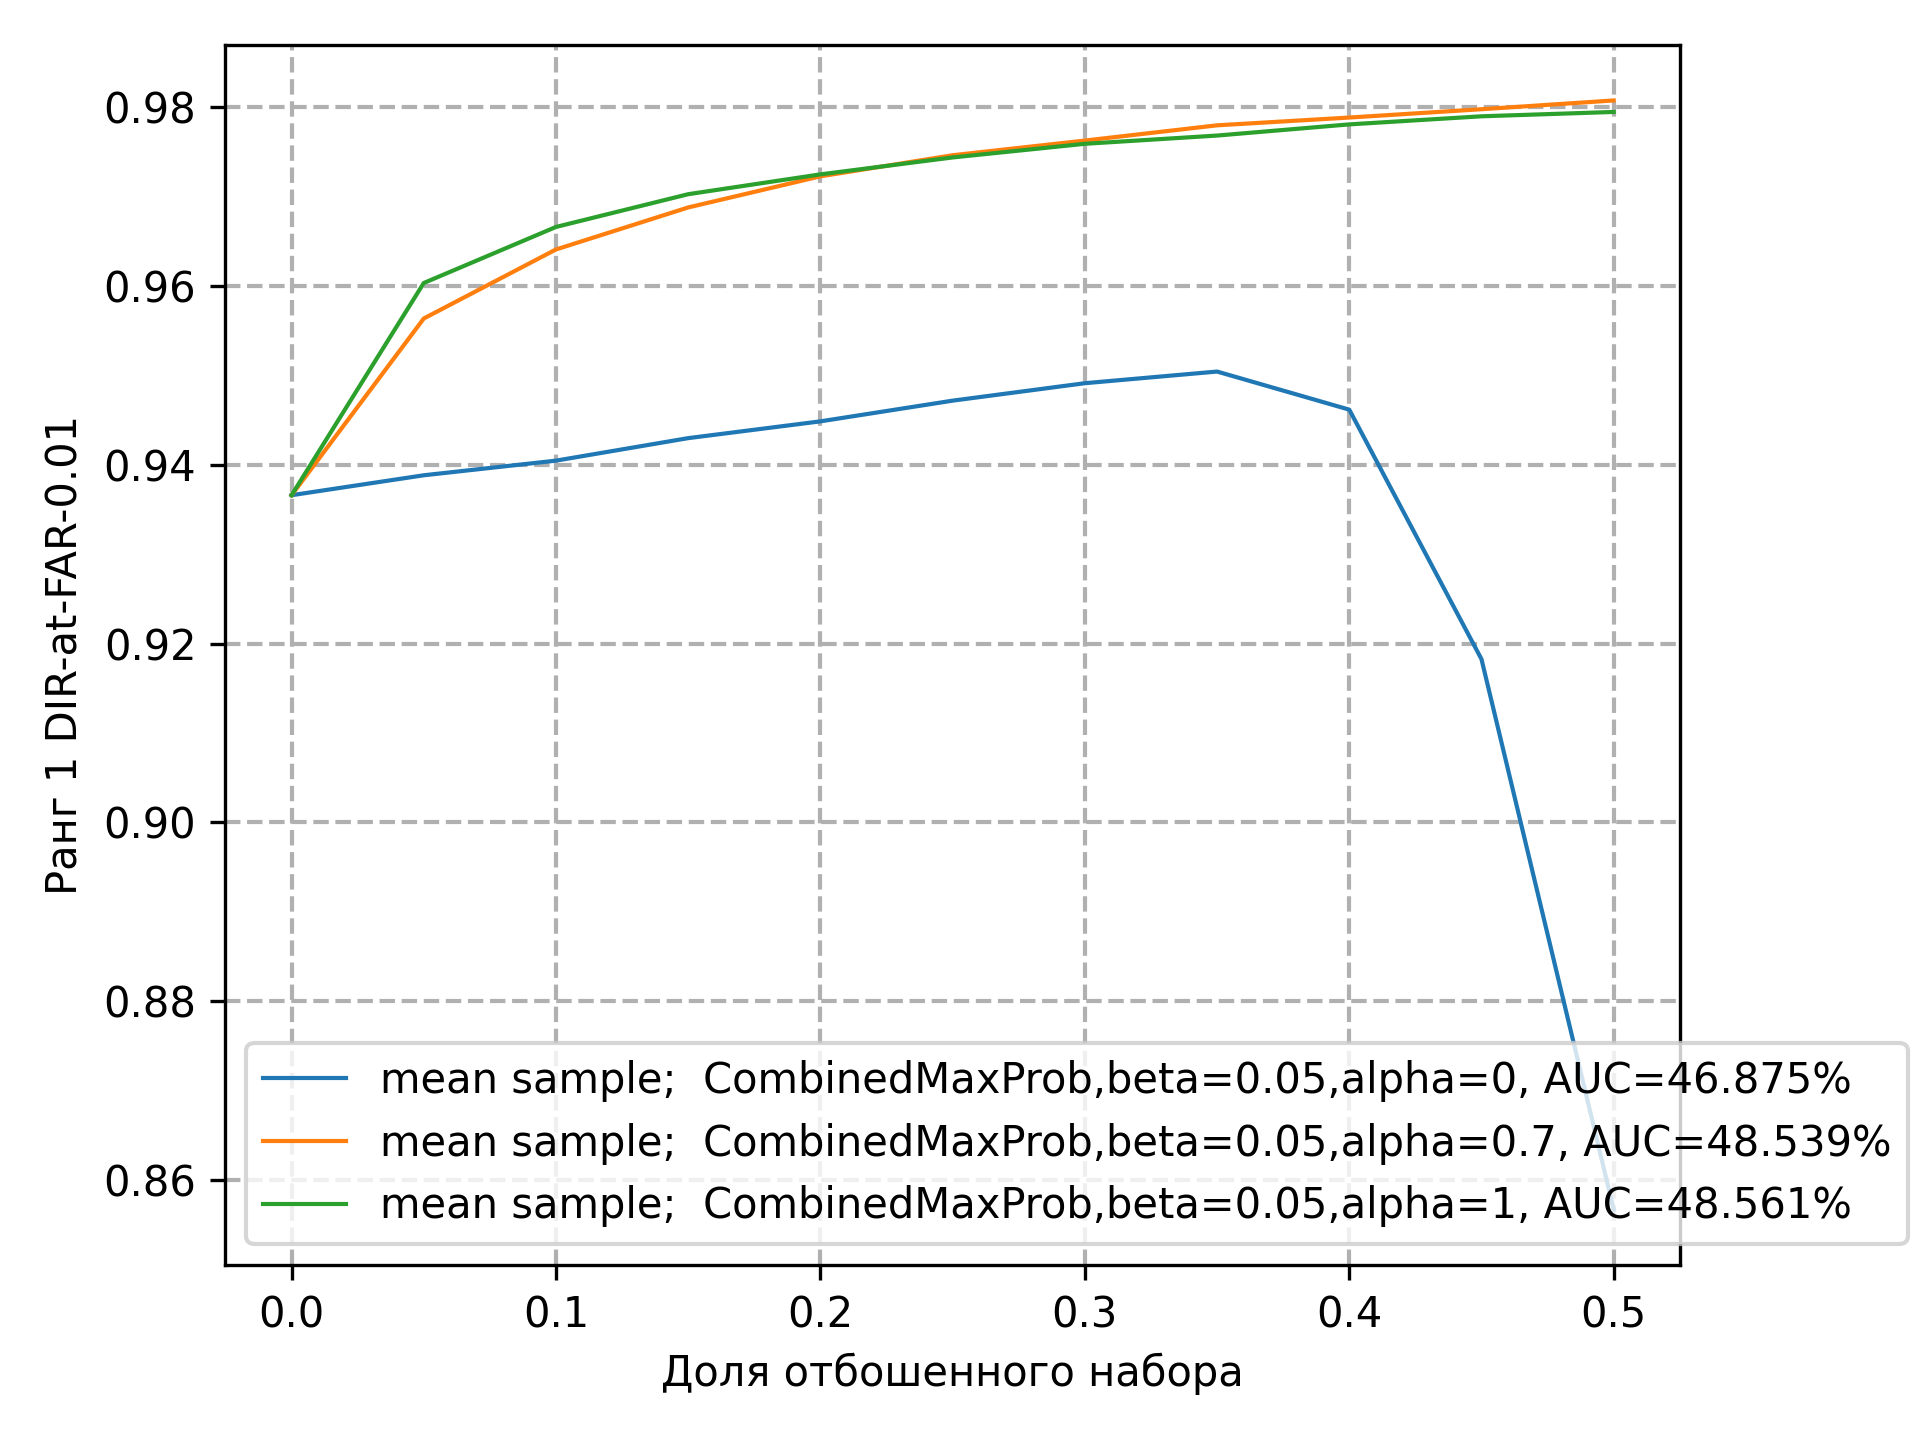 0.98
0.96
0.94
0.92
0.90
0.88
0.86
Ранг 1 DIR-at-FAR-0.01
mean sample;  CombinedMaxProb,beta=0.05,alpha=0, AUC=46.875%
mean sample;  CombinedMaxProb,beta=0.05,alpha=0.7, AUC=48.539%
mean sample;  CombinedMaxProb,beta=0.05,alpha=1, AUC=48.561%
0.0 0.1 0.2 0.3 0.4 0.5
Доля отбошенного набора